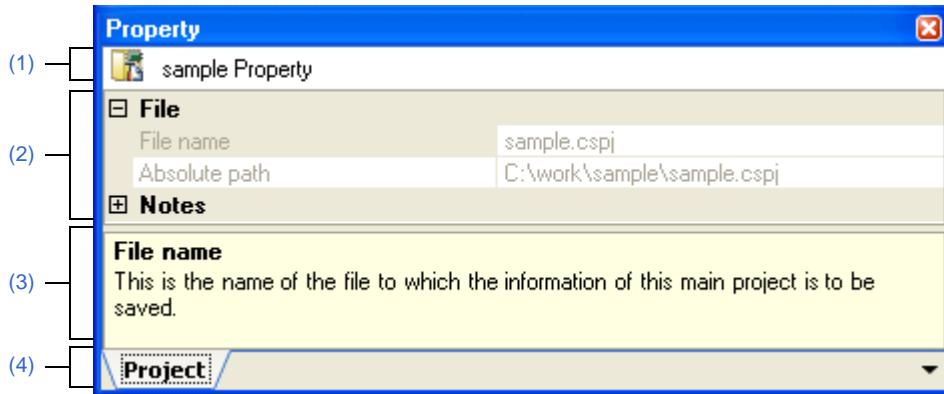 Property
(1)
sample Property
(2)
File
File name sample.cspj
Absolute path C:\work\sample\sample.cspj
Notes
(3)
File name
This is the name of the file to which the information of this main project is to be
saved.
(4)
Project